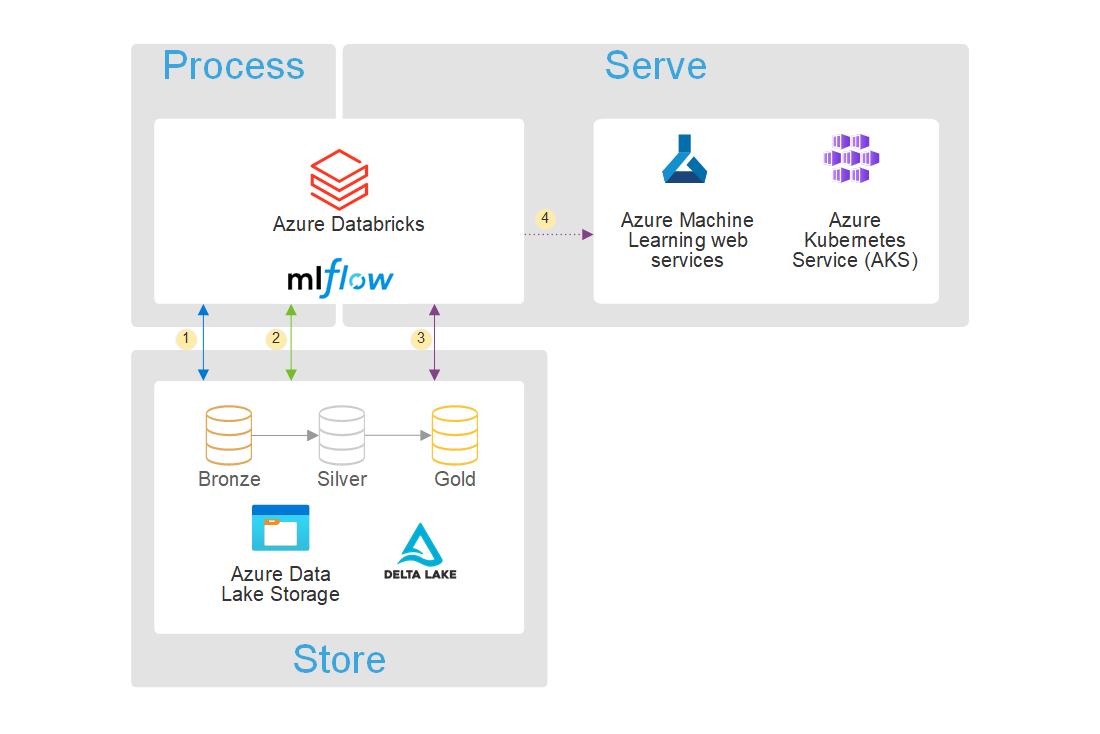 Process
Serve
Azure Databricks
mlflow
Azure Machine
Learning web
services
Azure
Kubernetes
Service (AKS)
4
1
2
3
Bronze
Silver
Gold
Azure Data
Lake Storage
DELTA LAKE
Store